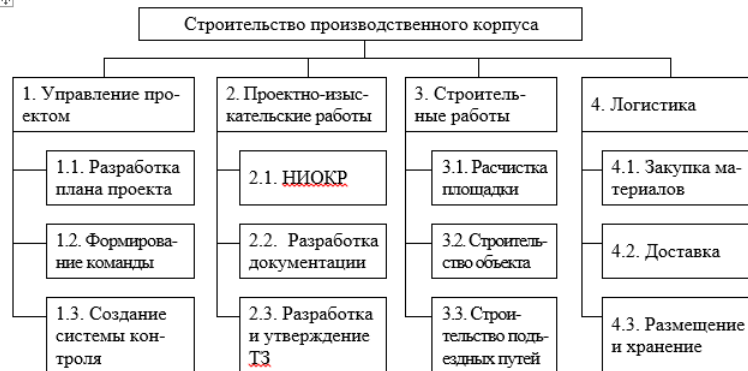 Строительство производственного корпуса
1. Управление про-
ектом
2. Проектно-изыс-
кательские работы
3. Строитель-
ные работы
4. Логистика
1.1. Разработка
плана проекта
2.1. НИОКР
3.1. Расчистка
площадки
4.1. Закупка ма-
териалов
1.2. Формирова-
ние команды
2.2. Разработка
документации
3.2. Строитель-
ство объекта
4.2. Доставка
1.3. Создание
системы кон-
троля
2.3. Разработка
и утверждение
ТЗ
3.3. Строи-
тельство подъ-
ездных путей
4.3. Размещение
и хранение